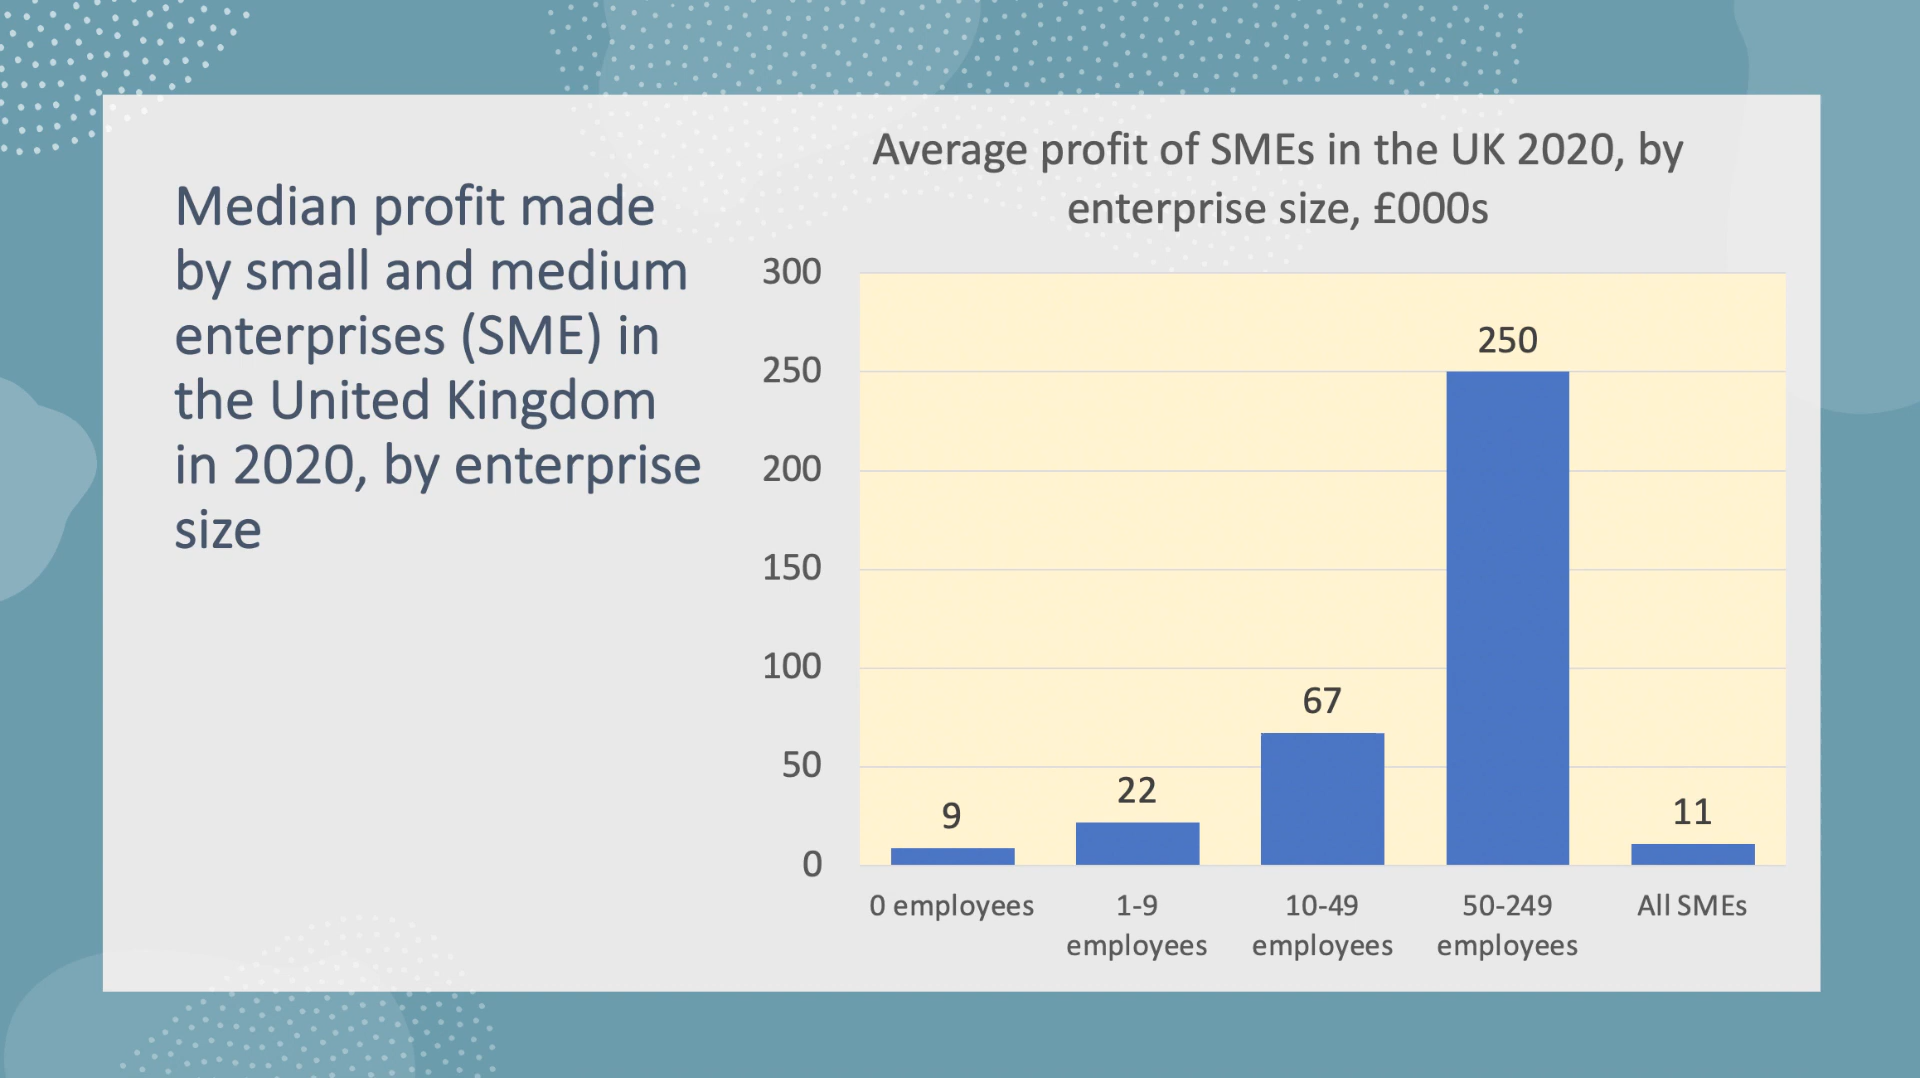 Median profit made
by small and medium
enterprises (SME) in
the United Kingdom
in 2020, by enterprise
size
Average profit of SMEs in the UK 2020, by
enterprise size, £000s
300
250
200
150
100
50
0
9
22
67
250
11
0 employees
1-9
employees
10-49
employees
50-249
employees
All SMEs